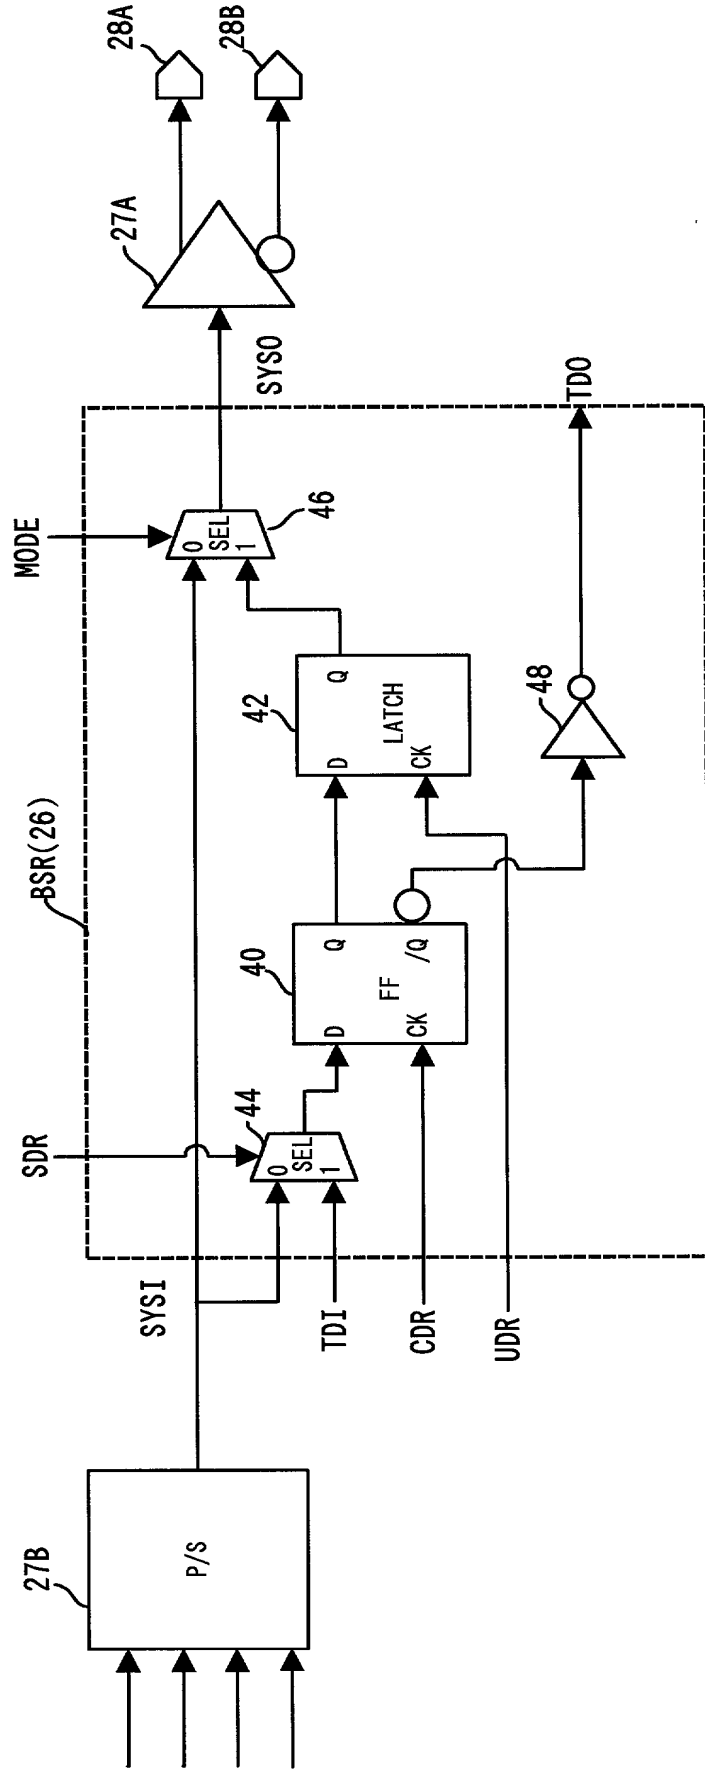 28A
28B
27A
SYSO
TDO
MODE
0
SEL
1
46
42
Q
D
LATCH
CK
48
BSR(26)
40
Q
/Q
FF
D
CK
SDR
44
0
SEL
1
SYSI
TDI
CDR
UDR
27B
P/S